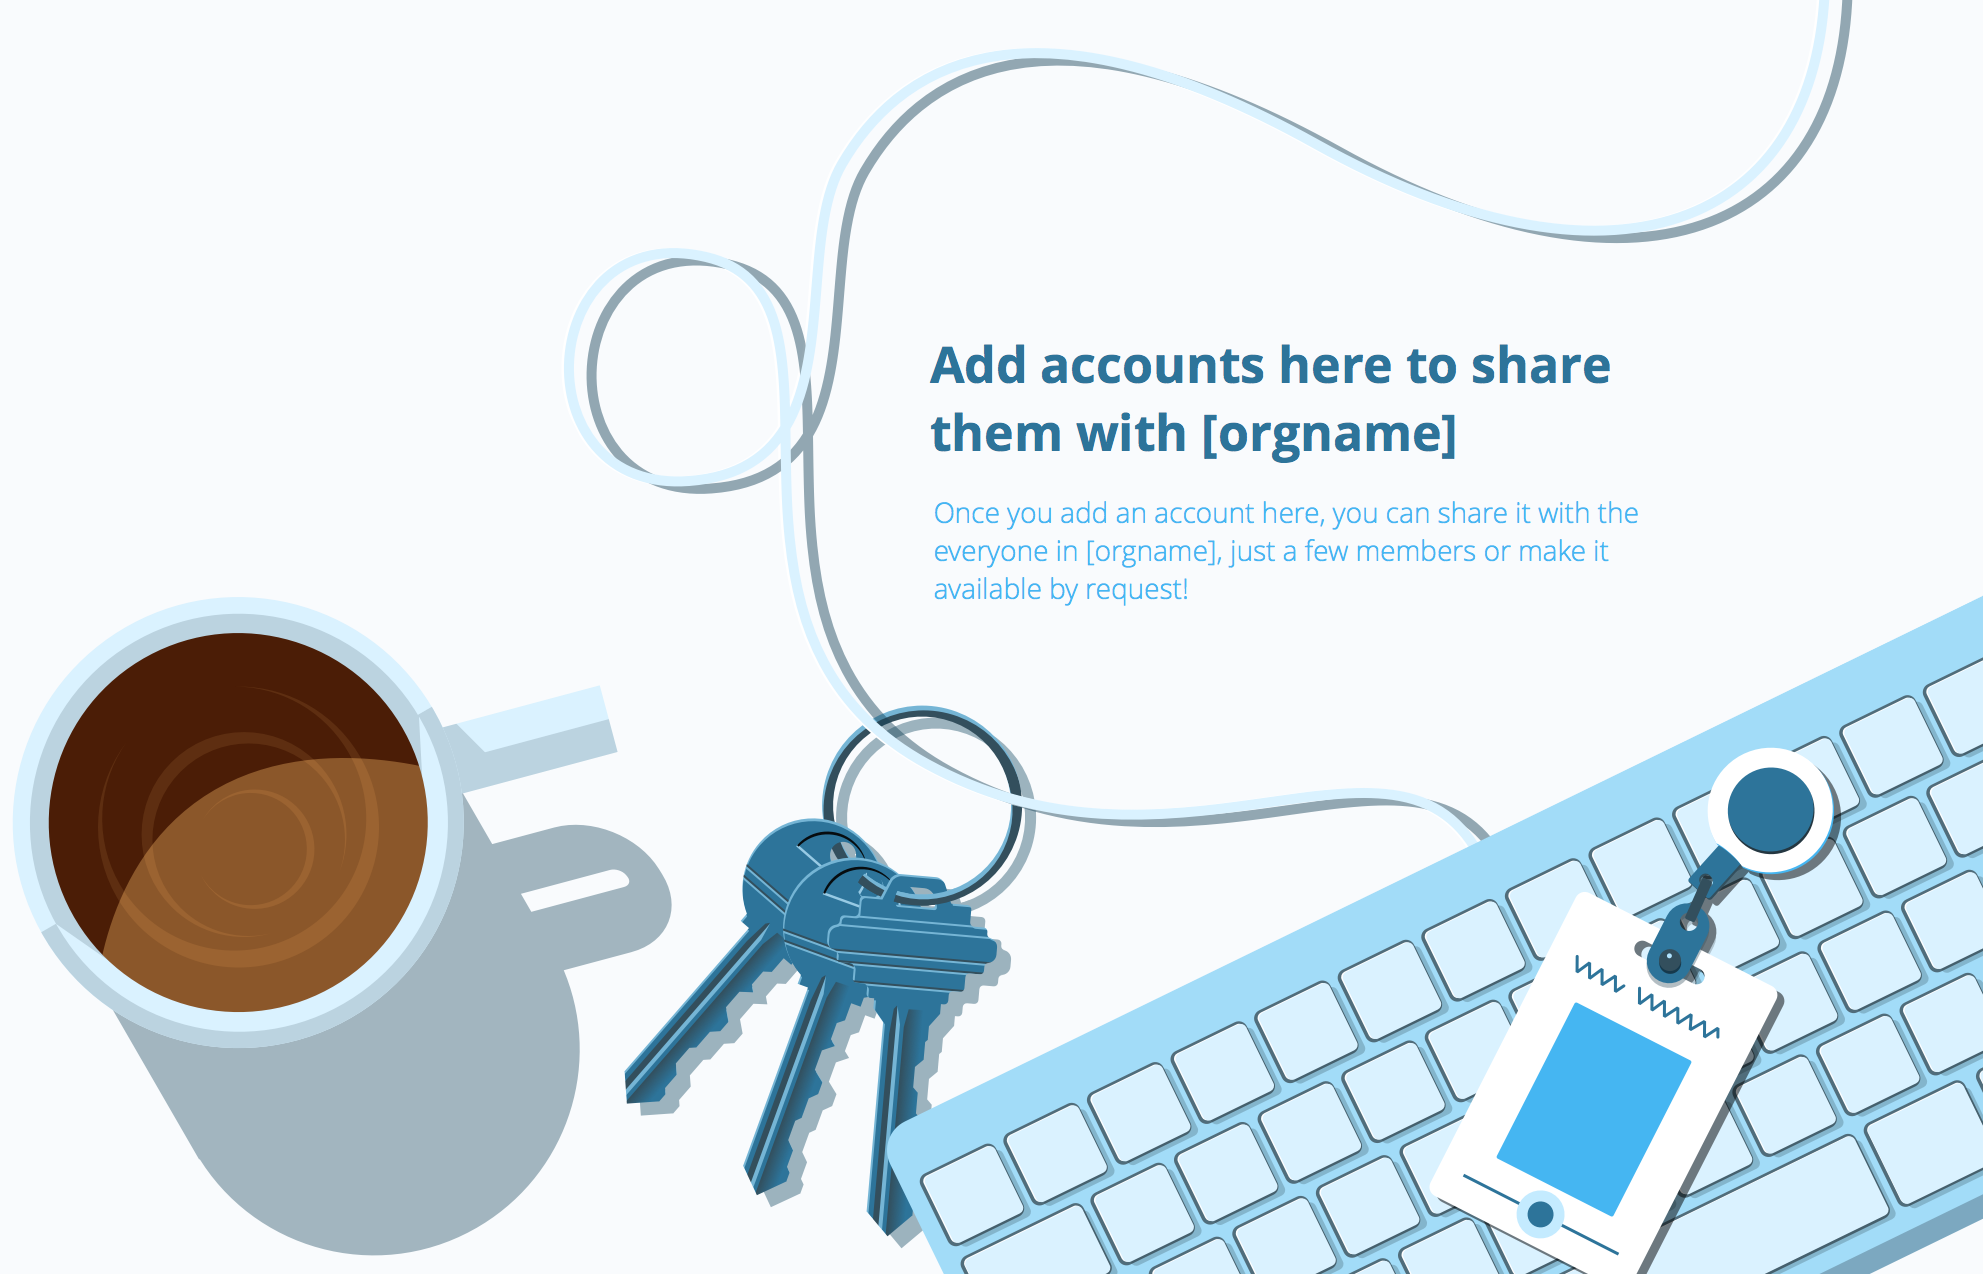 Add accounts here to share
them with [orgname]
Once you add an account here, you can share it with the
everyone in [orgname], just a few members or make it
available by request!